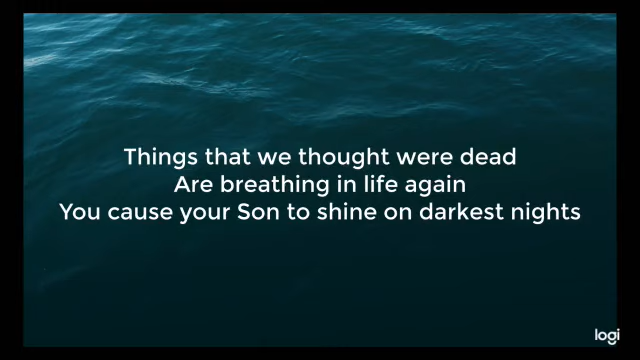 Things that we thought were dead
Are breathing in life again
You cause your Son to shine on darkest nights
logi